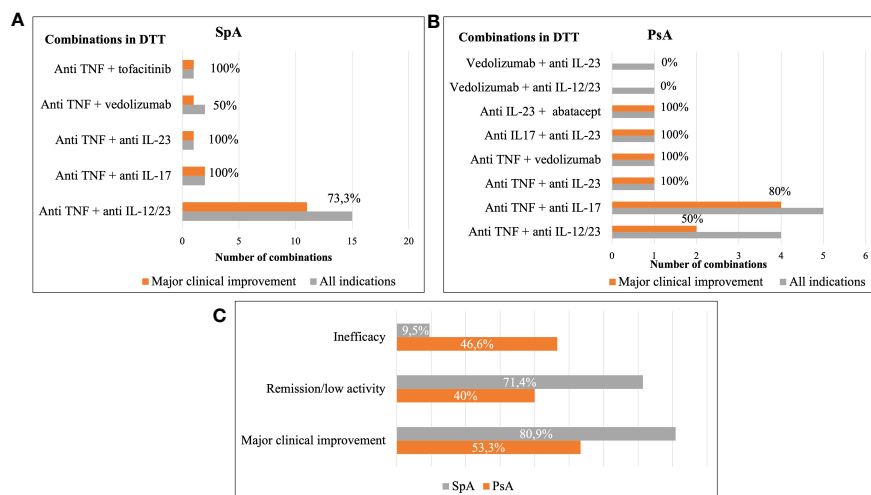 A
Combinations in DTT
SpA
Anti TNF + tofacitinib
100%
Anti TNF + vedolizumab
50%
Anti TNF + anti IL-23
100%
Anti TNF + anti IL-17
100%
Anti TNF + anti IL-12/23
73,3%
0 5 10 15 20
Number of combinations
Major clinical improvement All indications
B
Combinations in DTT
PsA
Vedolizumab + anti IL-23
0%
Vedolizumab + anti IL-12/23
0%
Anti IL-23 + abatacept
100%
Anti IL17 + anti IL-23
100%
Anti TNF + vedolizumab
100%
Anti TNF + anti IL-23
100%
Anti TNF + anti IL-17
80%
Anti TNF + anti IL-12/23
50%
0 1 2 3 4 5 6
Number of combinations
Major clinical improvement All indications
C
Inefficacy
9,5%
46,6%
Remission/low activity
71,4%
40%
Major clinical improvement
80,9%
53,3%
SpA PsA